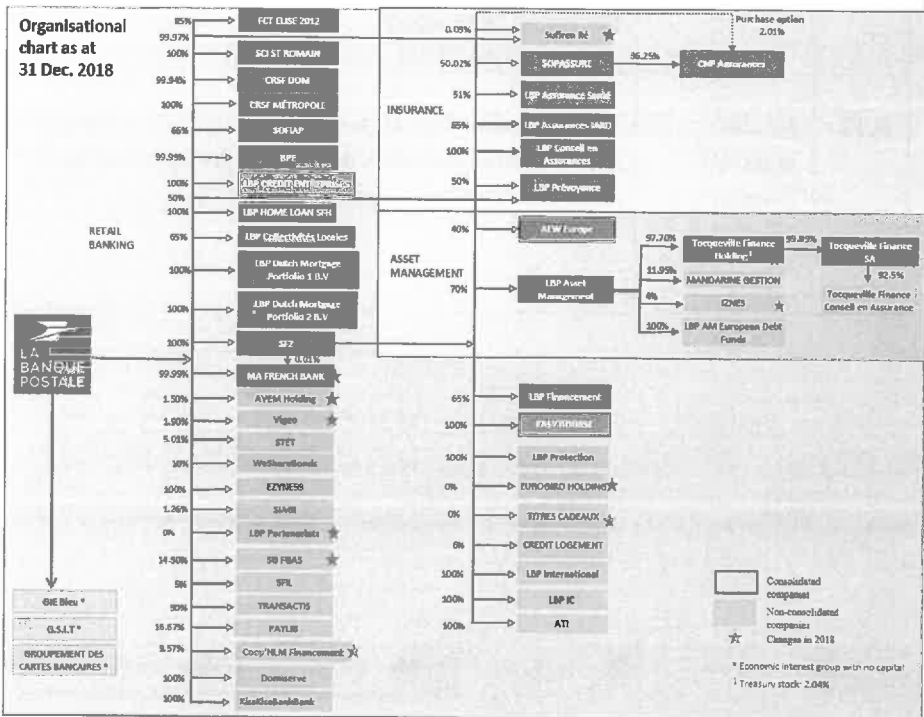 Organisational
chart as at
31 Dec. 2018
RETAIL
BANKING
LA
BANQUE
POSTALE
GIE Bleu *
G.S.I.T *
GROUPEMENT DES
CARTES BANCAIRES *
85% FCT ELISE 2012
99.97%
100% SCI ST ROMAIN
99.94% CRSF DOM
100% CRSF MÉTROPOLE
66% SOFIAP
99.99% BPE
100% LBP CREDIT ENTREPRISES
50%
100% LBP HOME LOAN SFH
65% LBP Collectivités Locales
100% LBP Dutch Mortgage
Portfolio 1 B.V
100% LBP Dutch Mortgage
Portfolio 2 B.V
100% SF2
0.01%
99.99% MA FRENCH BANK
1.50% AVEM Holding
1.90% Vigeo
5.01% STET
10% WeShareBonds
100% EZYNESS
1.26% SIAGI
0% LBP Partenariats
14.50% SB FIBAS
5% SFIL
50% TRANSACTIS
16.67% PAYLIB
9.57% Coop'HLM Financement
100% Domiserve
100% KissKissBankBank
INSURANCE
0.03% Suffren Ré
Purchase option
2.01%
50.02% SOPASSURE 36.25% CNP Assurances
51% LBP Assurance Santé
65% LBP Assurances IARD
100% LBP Conseil en
Assurances
50% LBP Prévoyance
ASSET
MANAGEMENT
40% AEW Europe
70% LBP Asset
Management
97.70% Tocqueville Finance
Holding¹
Tocqueville Finance
SA
92.5%
Tocqueville Finance
Conseil en Assurance
11.95% MANDARINE GESTION
4% IZNES
100% LBP AM European Debt
Funds
65% LBP Financement
100% EASYBOURSE
100% LBP Protection
0% EUROGIRO HOLDING
0% TITRES CADEAUX
6% CREDIT LOGEMENT
100% LBP International
100% LBP IC
100% ATI
Consolidated
companies
Non-consolidated
companies
Changes in 2018
* Economic interest group with no capital
¹ Treasury stock: 2.04%